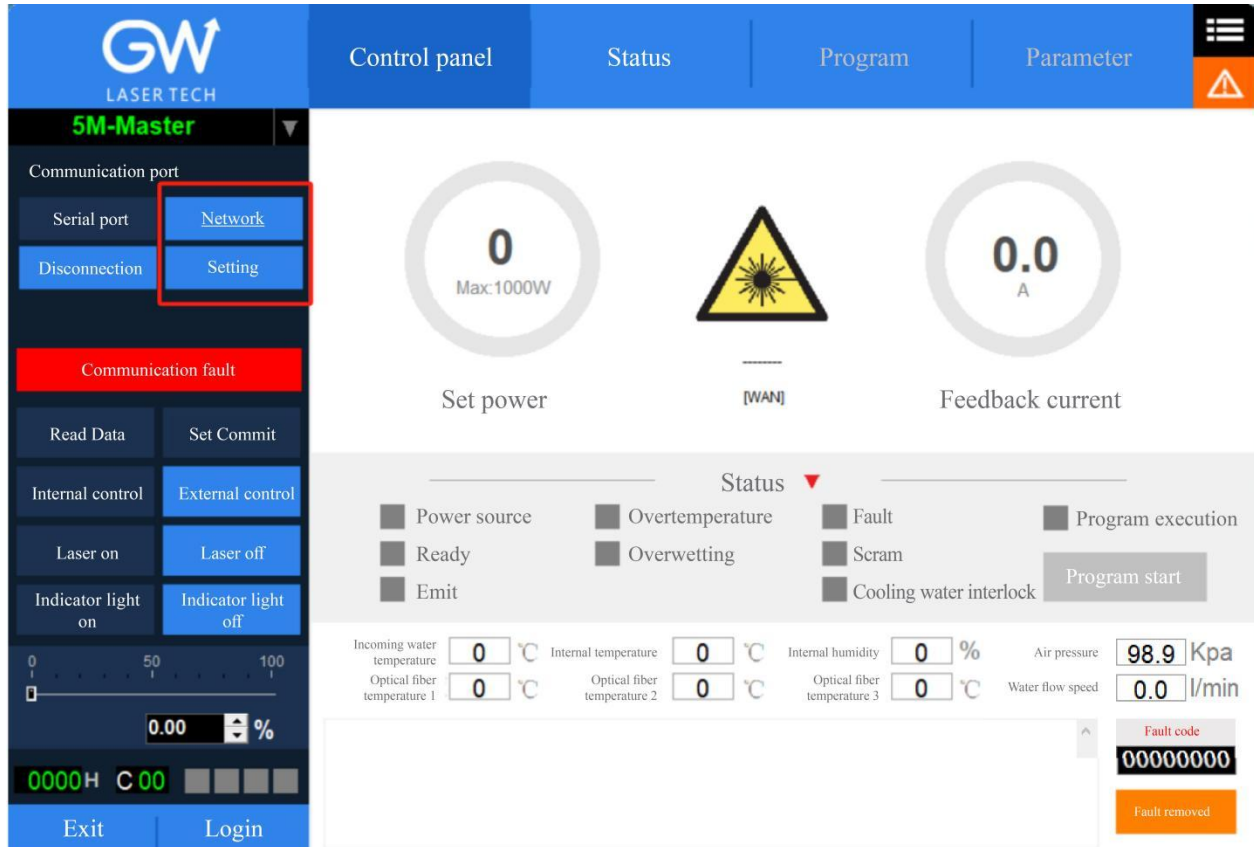 GW
LASER TECH
Control panel
Status
Program
Parameter
5M-Master
Communication port
Serial port
Network
Disconnection
Setting
Communication fault
Read Data
Set Commit
Internal control
External control
Laser on
Laser off
Indicator light
on
Indicator light
off
0 50 100
0.00 %
0000 H C 00
Exit
Login
0
Max:1000W
Set power
--------
[WAN]
0.0
A
Feedback current
Status
Power source
Overtemperature
Fault
Program execution
Ready
Overwetting
Scram
Emit
Cooling water interlock
Program start
Incoming water
temperature
0 ℃
Internal temperature 0 ℃
Internal humidity 0 %
Air pressure 98.9 Kpa
Optical fiber
temperature 1
0 ℃
Optical fiber
temperature 2
0 ℃
Optical fiber
temperature 3
0 ℃
Water flow speed 0.0 l/min
Fault code
00000000
Fault removed